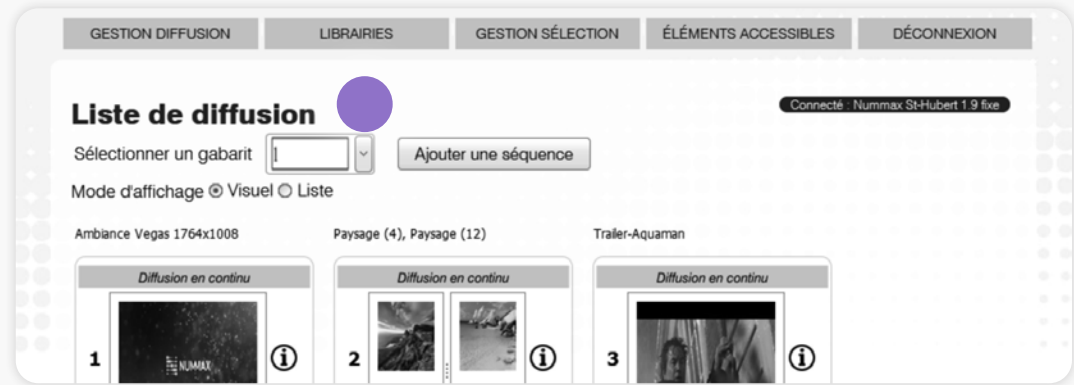 GESTION DIFFUSION LIBRAIRIES GESTION SÉLECTION ÉLÉMENTS ACCESSIBLES DÉCONNEXION
Liste de diffusion
Connecté : Nummax St-Hubert 1.9 fixe
Sélectionner un gabarit Ajouter une séquence
Mode d'affichage Visuel Liste
Ambiance Vegas 1764x1008 Paysage (4), Paysage (12) Trailer-Aquaman
Diffusion en continu Diffusion en continu Diffusion en continu
1 NUMMAX i 2 i 3 i